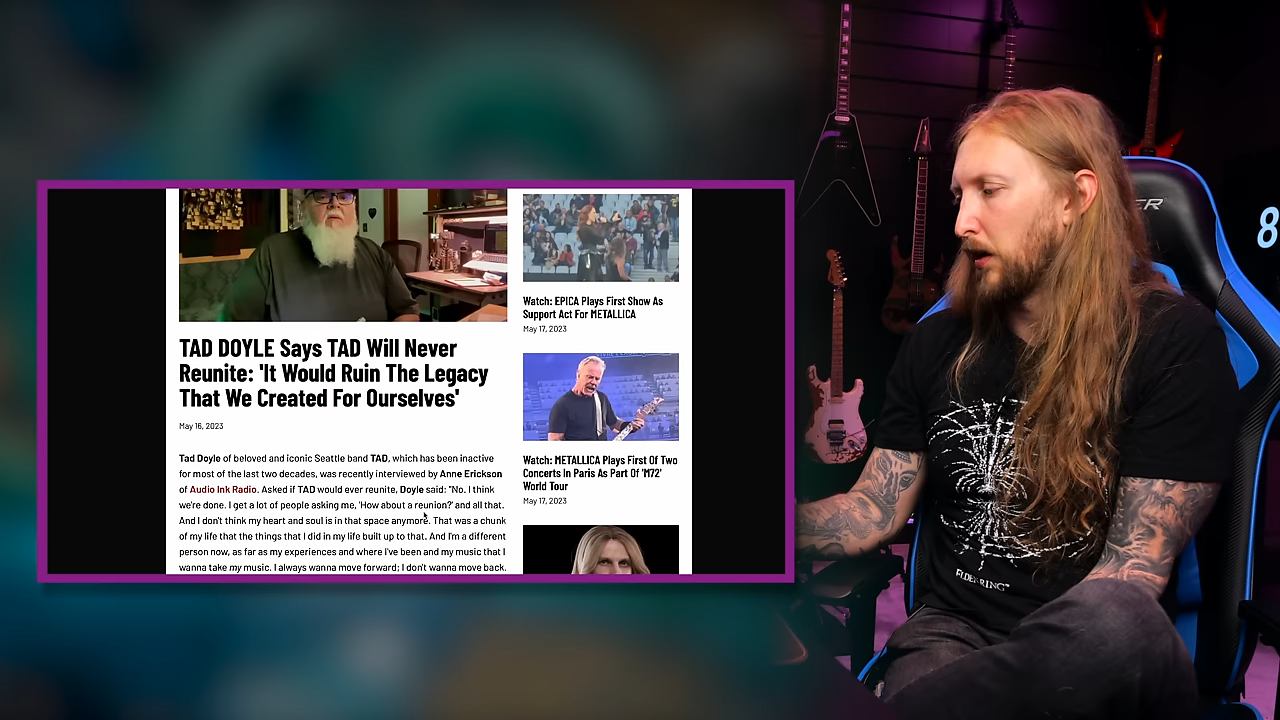 TAD DOYLE Says TAD Will Never
Reunite: 'It Would Ruin The Legacy
That We Created For Ourselves'
May 16, 2023
Tad Doyle of beloved and iconic Seattle band TAD, which has been inactive
for most of the last two decades, was recently interviewed by Anne Erickson
of Audio Ink Radio. Asked if TAD would ever reunite, Doyle said: "No. I think
we're done. I get a lot of people asking me, 'How about a reunion?' and all that.
And I don't think my heart and soul is in that space anymore. That was a chunk
of my life that the things that I did in my life built up to that. And I'm a different
person now, as far as my experiences and where i've been and my music that I
wanna take my music. I always wanna move forward; I don't wanna move back.
Watch: EPICA Plays First Show As
Support Act For METALLICA
May 17, 2023
Watch: METALLICA Plays First Of Two
Concerts In Paris As Part Of 'M72'
World Tour
May 17, 2023
ELDEN RING
8